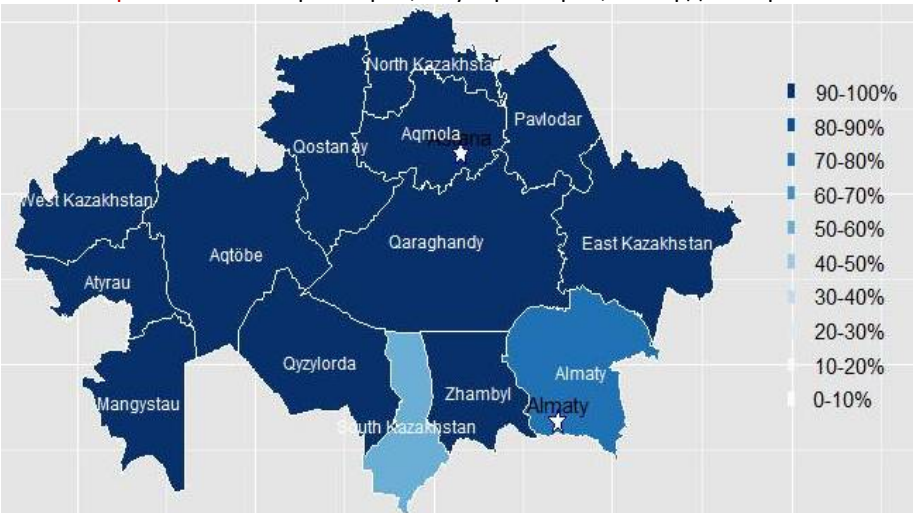 North Kazakhstan
Aqmola
Astana
Pavlodar
Qostanay
West Kazakhstan
Aqtöbe
Qaraghandy
East Kazakhstan
Atyrau
Qyzylorda
Zhambyl
Almaty
Almaty
Mangystau
South Kazakhstan
90-100%
80-90%
70-80%
60-70%
50-60%
40-50%
30-40%
20-30%
10-20%
0-10%